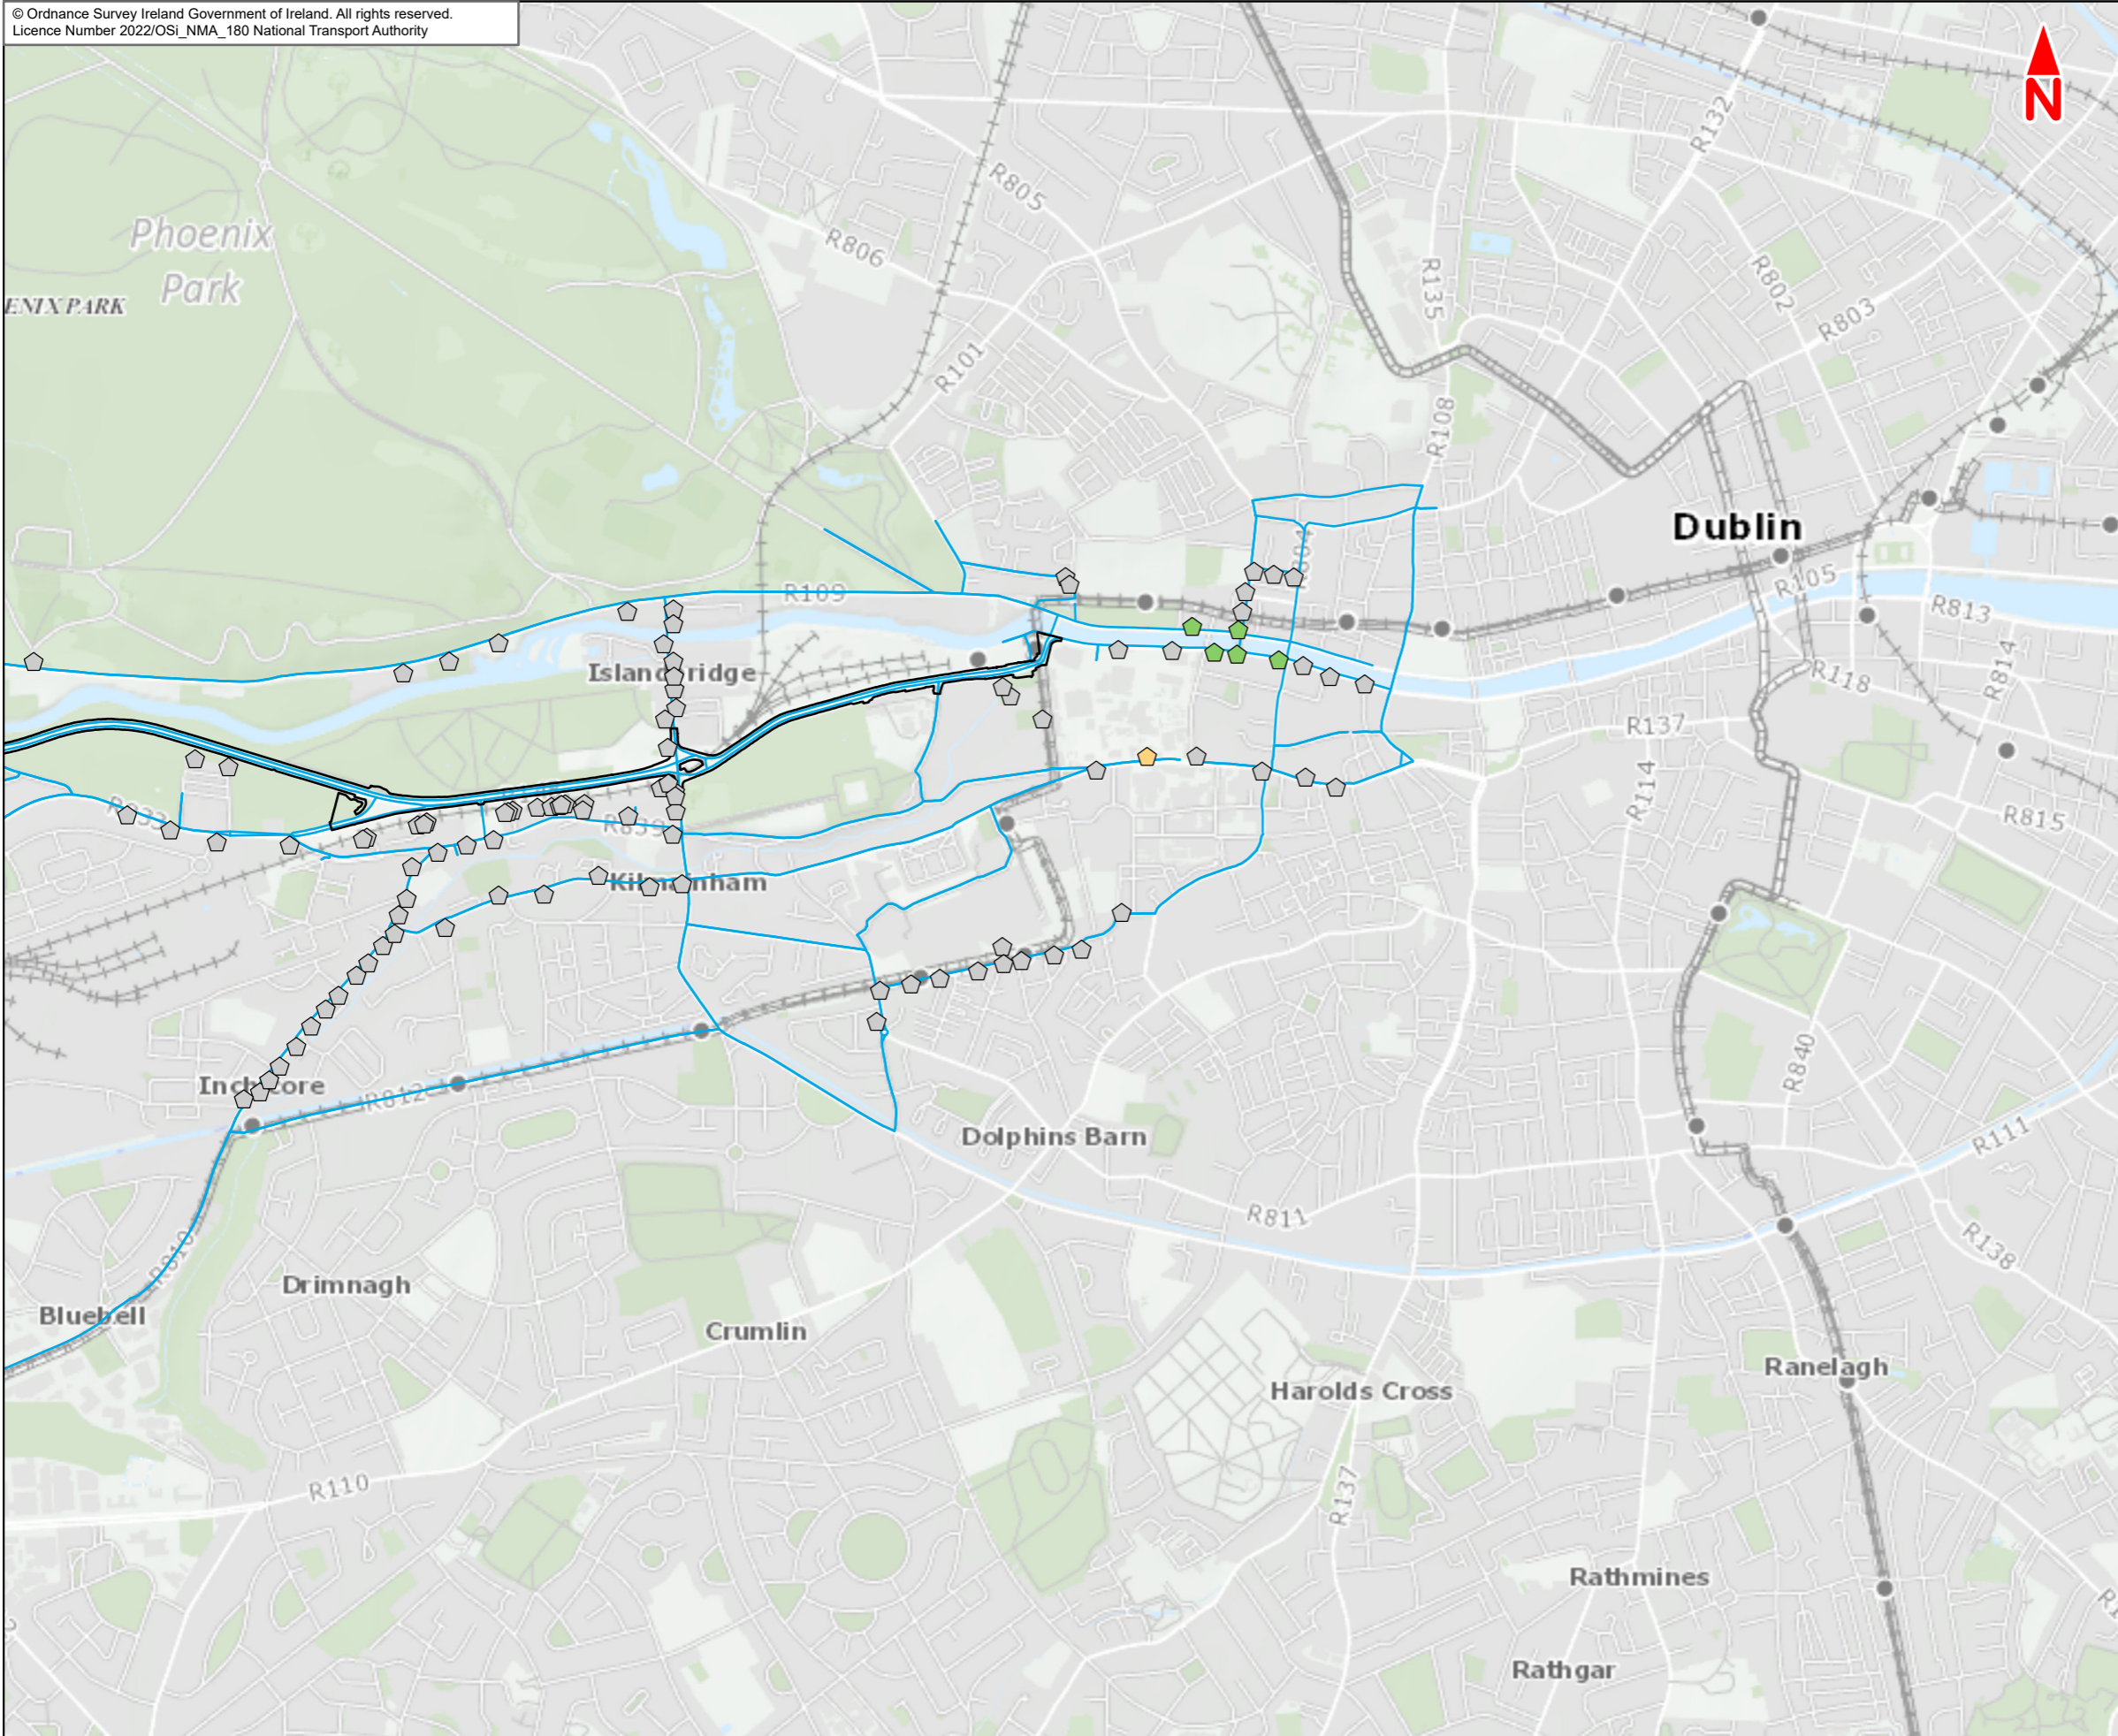 © Ordnance Survey Ireland Government of Ireland. All rights reserved.
Licence Number 2022/OSi_NMA_180 National Transport Authority
N
R132
R805
Phoenix
Park
R806
R135
R802
ENIX PARK
R803
R101
R108
Dublin
R109
R105
R813
Islandbridge
R118
R814
R137
R114
R833
R839
R815
Kilmainham
R840
Inchicore
R812
Dolphins Barn
R111
R811
R810
R138
Drimnagh
Bluebell
Crumlin
Ranelagh
Harolds Cross
R110
R137
Rathmines
Rathgar